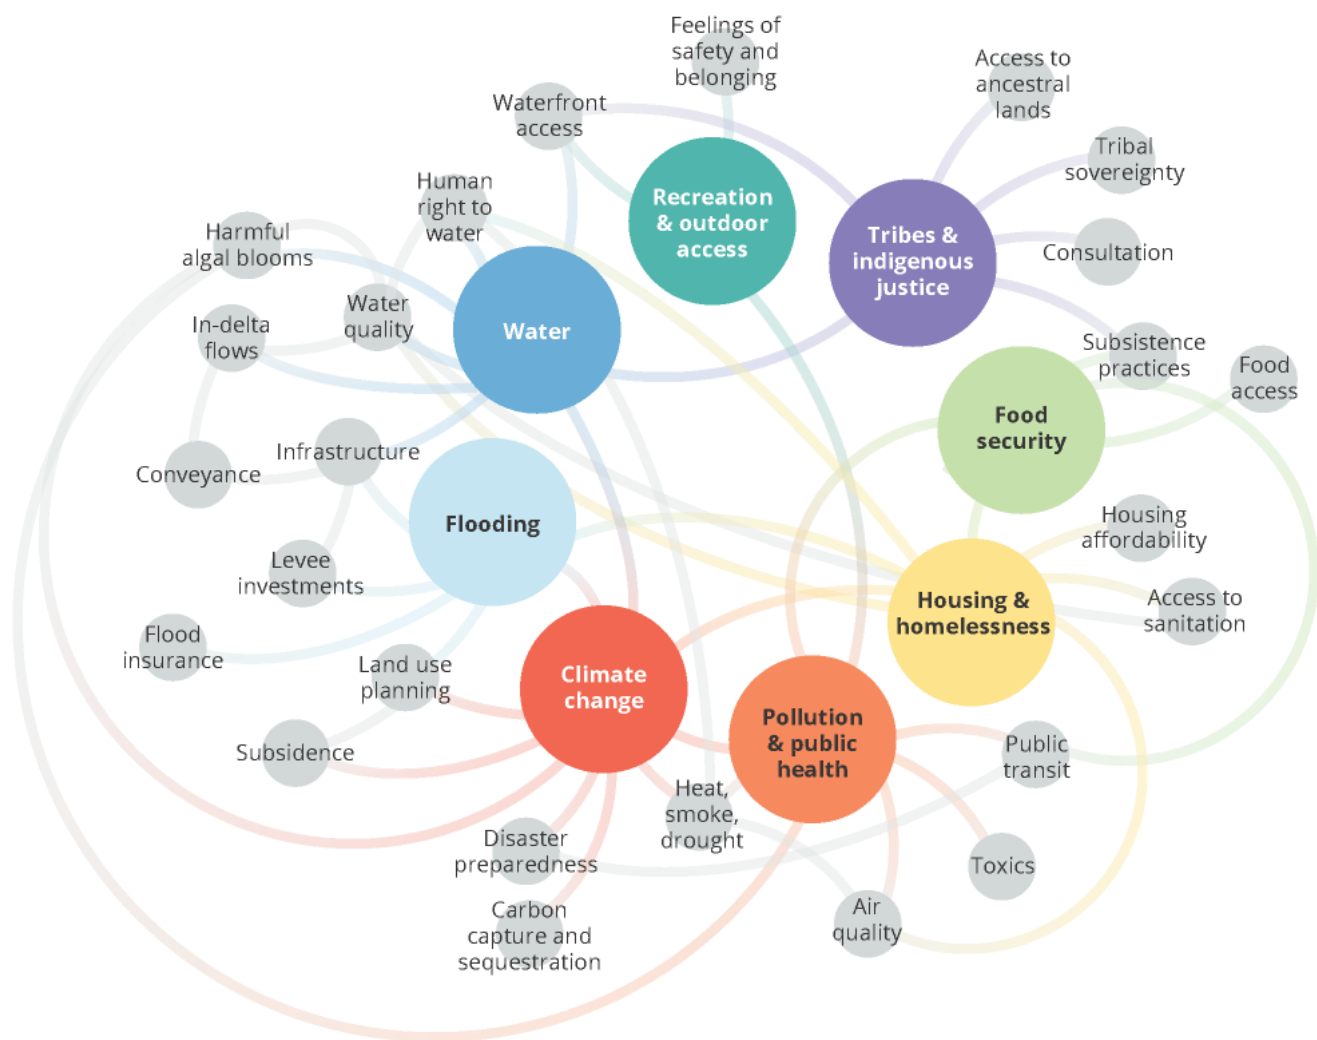 Feelings of
safety and
belonging
Access to
ancestral
lands
Waterfront
access
Tribal
sovereignty
Human
right to
water
Recreation
& outdoor
access
Harmful
algal blooms
Tribes &
indigenous
justice
Consultation
Water
quality
In-delta
flows
Water
Subsistence
practices
Food
access
Food
security
Infrastructure
Conveyance
Flooding
Housing
affordability
Levee
investments
Housing &
homelessness
Access to
sanitation
Flood
insurance
Land use
planning
Climate
change
Pollution
& public
health
Subsidence
Public
transit
Heat,
smoke,
drought
Disaster
preparedness
Toxics
Carbon
capture and
sequestration
Air
quality